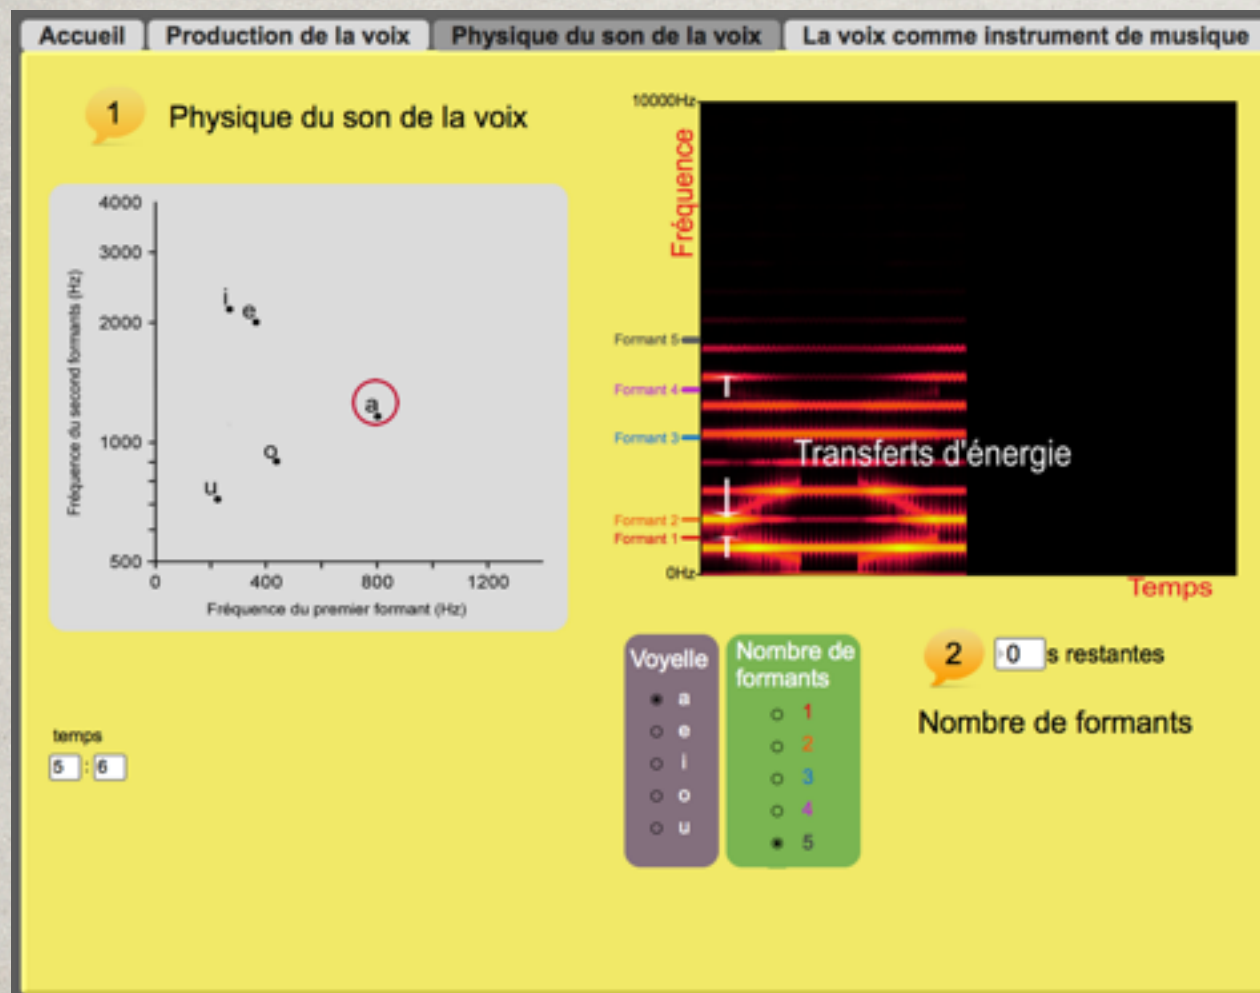 Accueil
Production de la voix
Physique du son de la voix
La voix comme instrument de musique
1
Physique du son de la voix
4000
3000
2000
1000
500
0
400
800
1200
Fréquence du second formants (Hz)
Fréquence du premier formant (Hz)
i
e
a
o
u
10000Hz
Fréquence
Formant 5
Formant 4
Formant 3
Formant 2
Formant 1
0Hz
Transferts d'énergie
Temps
Voyelle
a
e
i
o
u
Nombre de
formants
1
2
3
4
5
2
0 s restantes
Nombre de formants
temps
5 : 6